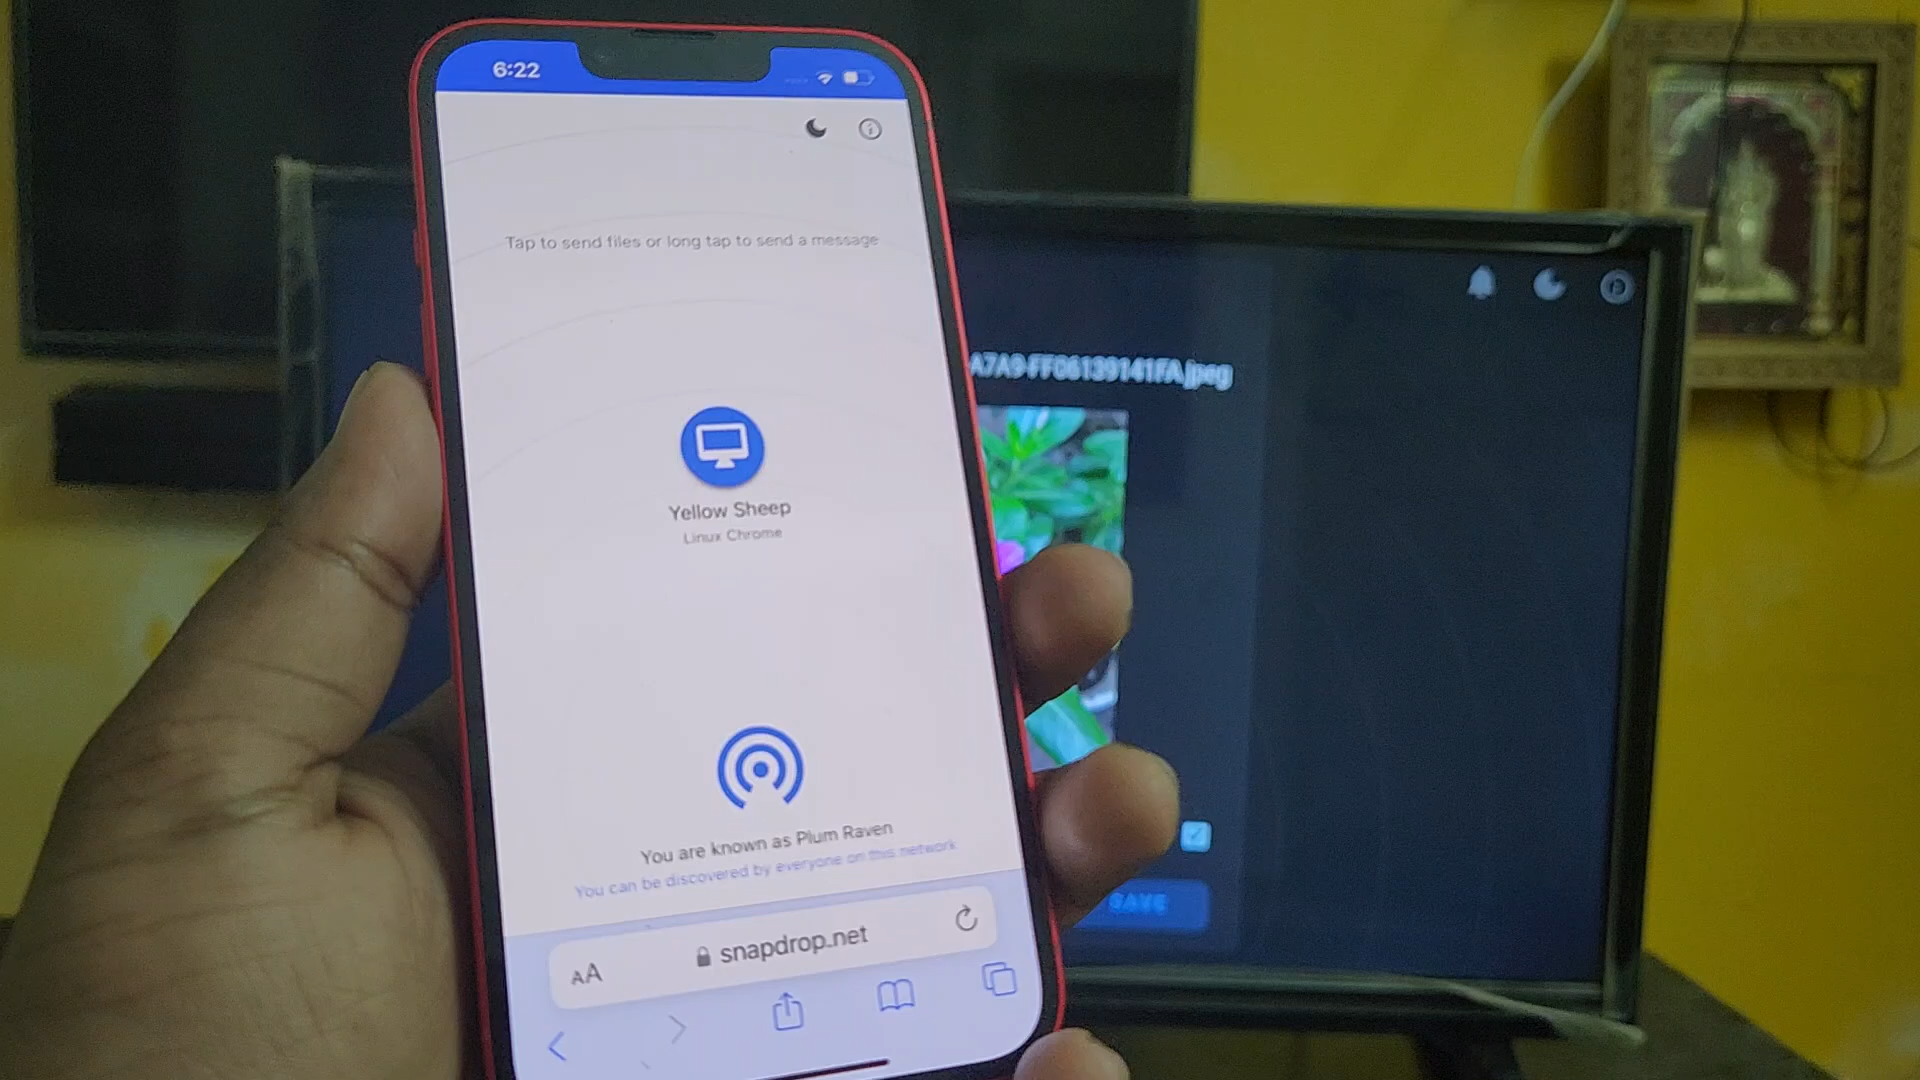 6:22
Tap to send files or long tap to send a message
Yellow Sheep
Linux Chrome
You are known as Plum Raven
You can be discovered by everyone on this network
AA
snapdrop.net
A7A9-FF06139141FA.jpeg
SAVE